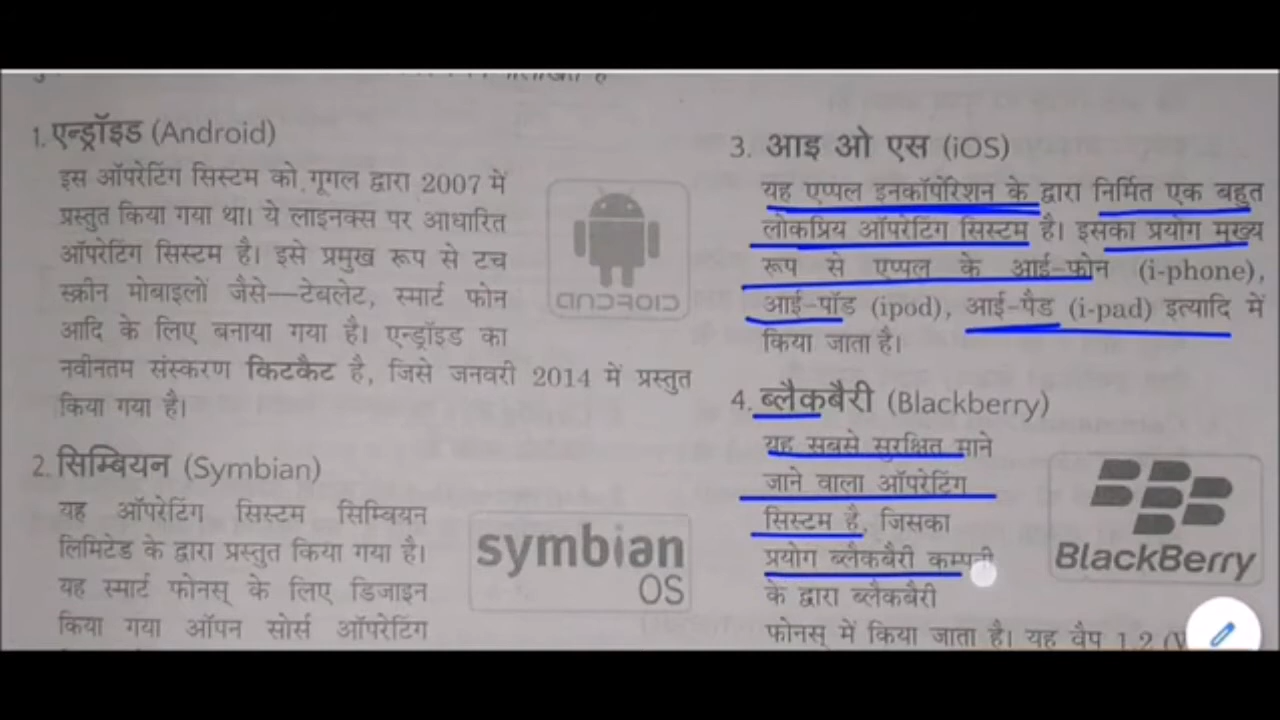 1. एन्ड्रॉइड (Android)
इस ऑपरेटिंग सिस्टम को गूगल द्वारा 2007 में
प्रस्तुत किया गया था। ये लाइनक्स पर आधारित
ऑपरेटिंग सिस्टम है। इसे प्रमुख रूप से टच
स्क्रीन मोबाइलों जैसे—टेबलेट, स्मार्ट फोन
आदि के लिए बनाया गया है। एन्ड्रॉइड का
नवीनतम संस्करण किटकैट है, जिसे जनवरी 2014 में प्रस्तुत
किया गया है।
ANDROID
2. सिम्बियन (Symbian)
यह ऑपरेटिंग सिस्टम सिम्बियन
लिमिटेड के द्वारा प्रस्तुत किया गया है।
यह स्मार्ट फोनस् के लिए डिजाइन
किया गया ऑपन सोर्स ऑपरेटिंग
symbian
OS
3. आइ ओ एस (iOS)
यह एप्पल इनकॉर्पोरेशन के द्वारा निर्मित एक बहुत
लोकप्रिय ऑपरेटिंग सिस्टम है। इसका प्रयोग मुख्य
रूप से एप्पल के आई-फोन (i-phone),
आई-पॉड (ipod), आई-पैड (i-pad) इत्यादि में
किया जाता है।
4. ब्लैकबैरी (Blackberry)
यह सबसे सुरक्षित माने
जाने वाला ऑपरेटिंग
सिस्टम है, जिसका
प्रयोग ब्लैकबैरी कम्पनी
के द्वारा ब्लैकबैरी
फोनस् में किया जाता है। यह वैप 1.2
BlackBerry